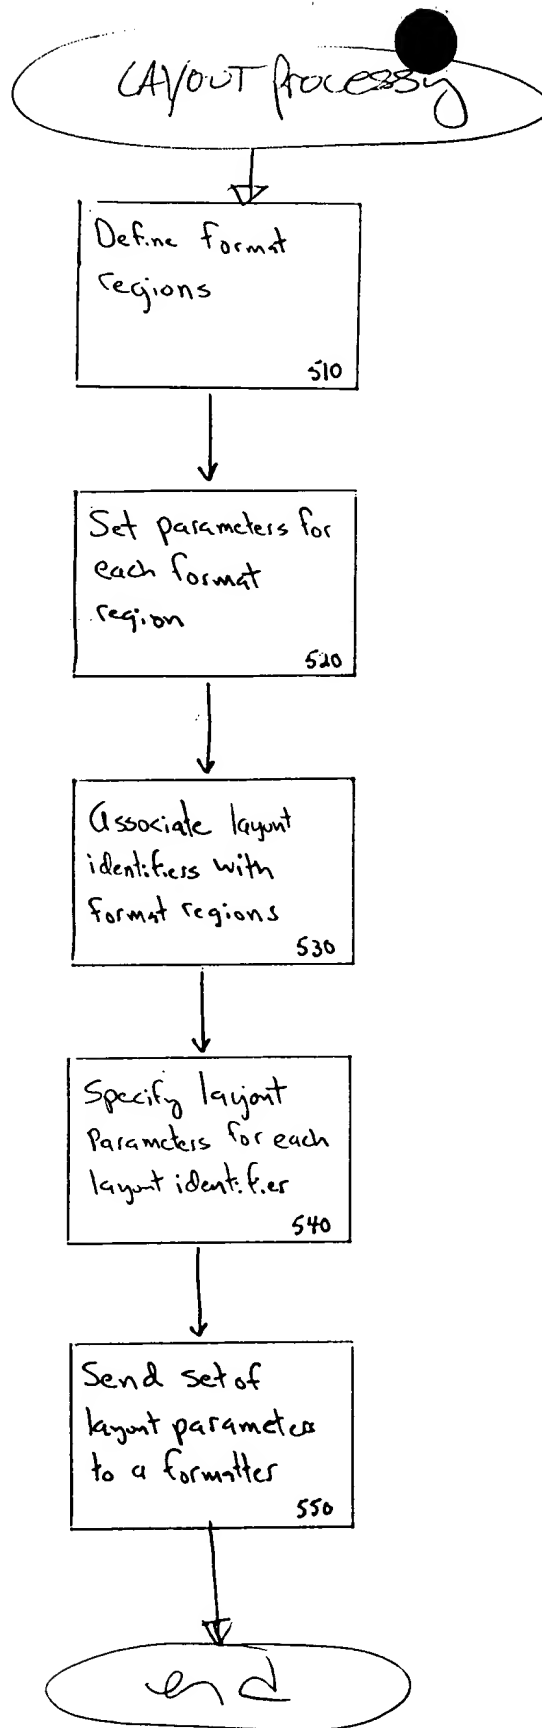 LAYOUT Processing
Define format
regions
510
Set parameters for
each format
region
520
Associate layout
identifiers with
format regions
530
Specify layout
Parameters for each
layout identifier
540
Send set of
layout parameters
to a formatter
550
end